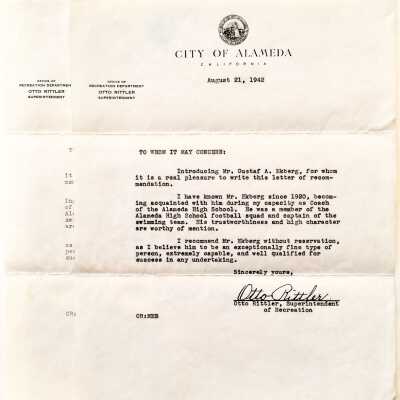 CITY OF ALAMEDA
CALIFORNIA
August 21, 1942
OFFICE OF
RECREATION DEPARTMEN
OTTO RITTLER
SUPERINTENDENT
OFFICE OF
RECREATION DEPARTMENT
OTTO RITTLER
SUPERINTENDENT
TO WHOM IT MAY CONCERN:
Introducing Mr. Gustaf A. Ekberg, for whom
it is a real pleasure to write this letter of recom-
mendation.
I have known Mr. Ekberg since 1920, becom-
ing acquainted with him during my capacity as Coach
of the Alameda High School. He was a member of the
Alameda High School football squad and captain of the
swimming team. His trustworthiness and high character
are worthy of mention.
I recommend Mr. Ekberg without reservation,
as I believe him to be an exceptionally fine type of
person, extremely capable, and well qualified for
success in any undertaking.
Sincerely yours,
Otto Rittler
Otto Rittler, Superintendent
of Recreation
OR: